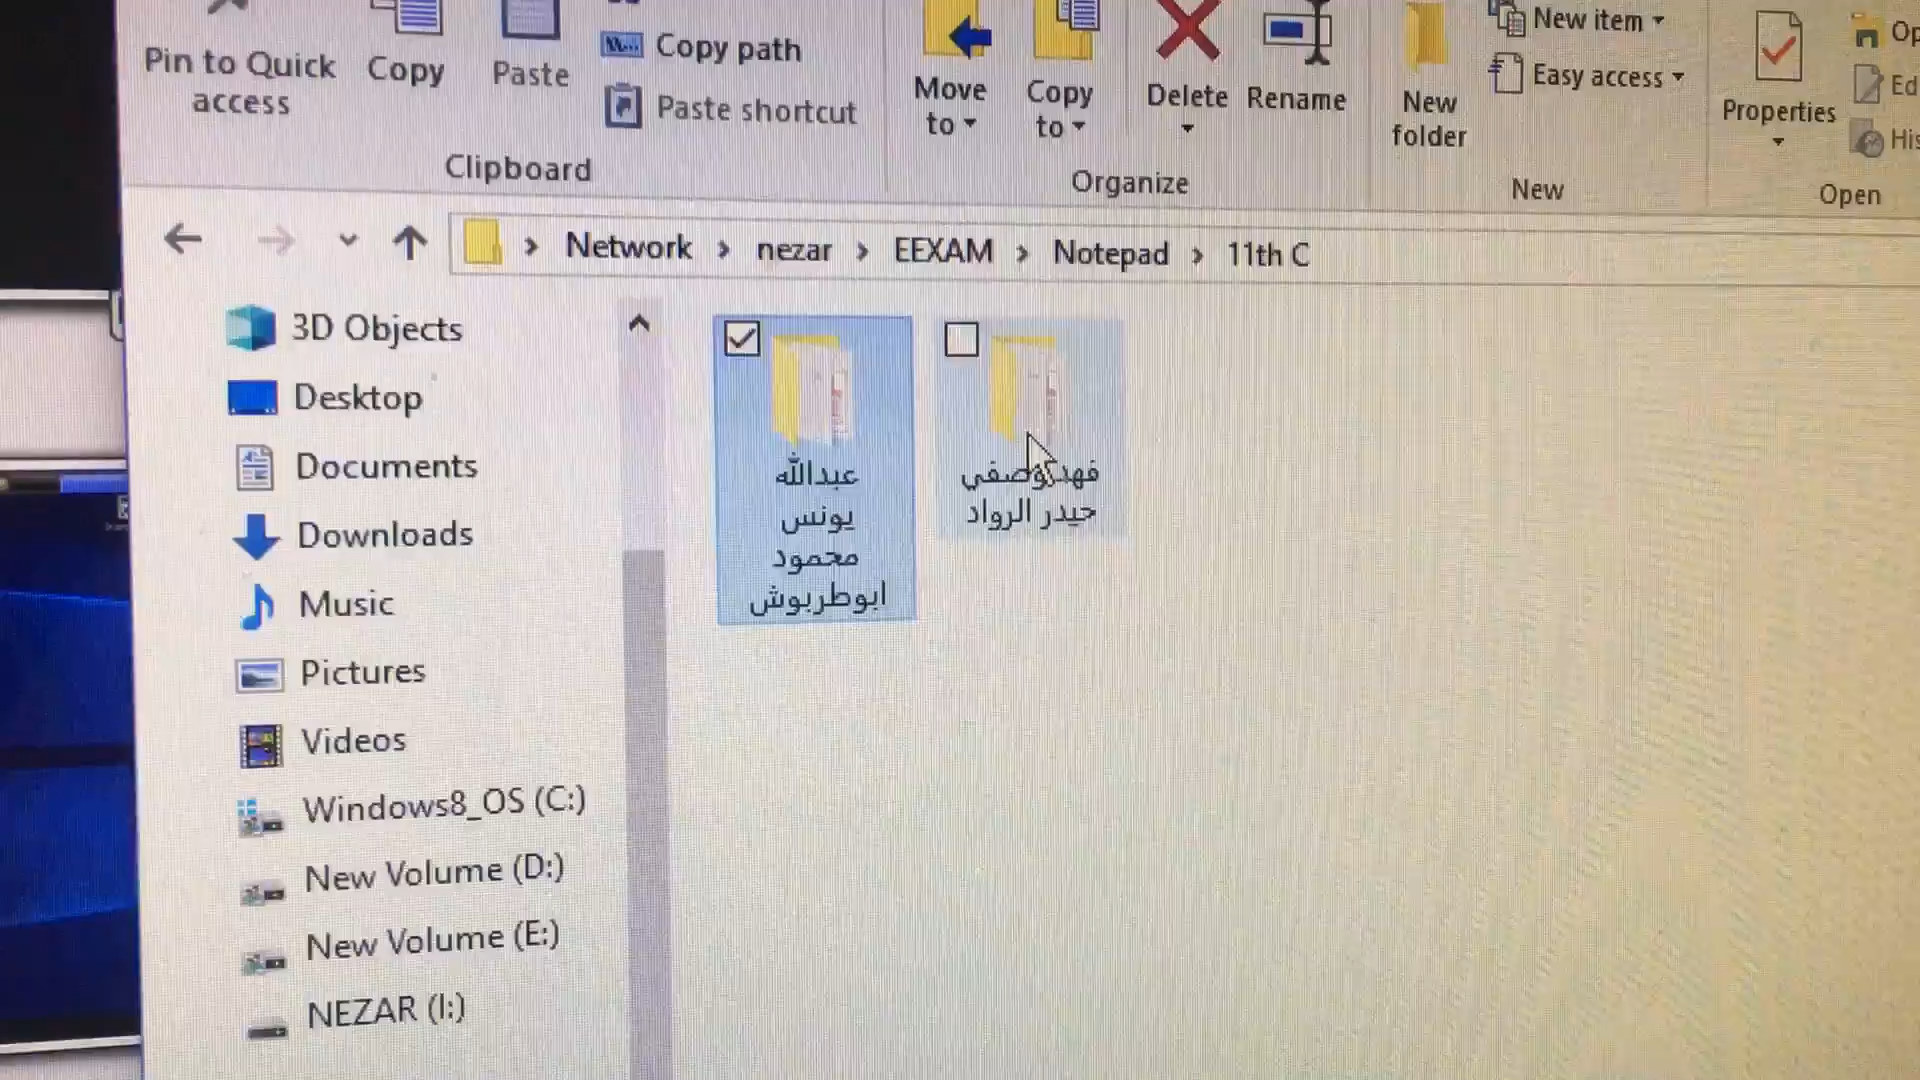 Pin to Quick
access
Copy
Paste
Copy path
Paste shortcut
Clipboard
Move
to
Copy
to
Delete
Rename
Organize
New
folder
New item
Easy access
New
Properties
Open
Network > nezar > EEXAM > Notepad > 11th C
3D Objects
Desktop
Documents
Downloads
Music
Pictures
Videos
Windows8_OS (C:)
New Volume (D:)
New Volume (E:)
NEZAR (I:)
عبدالله
يونس
محمود
ابوطربوش
فهد وصفي
حيدر الرواد